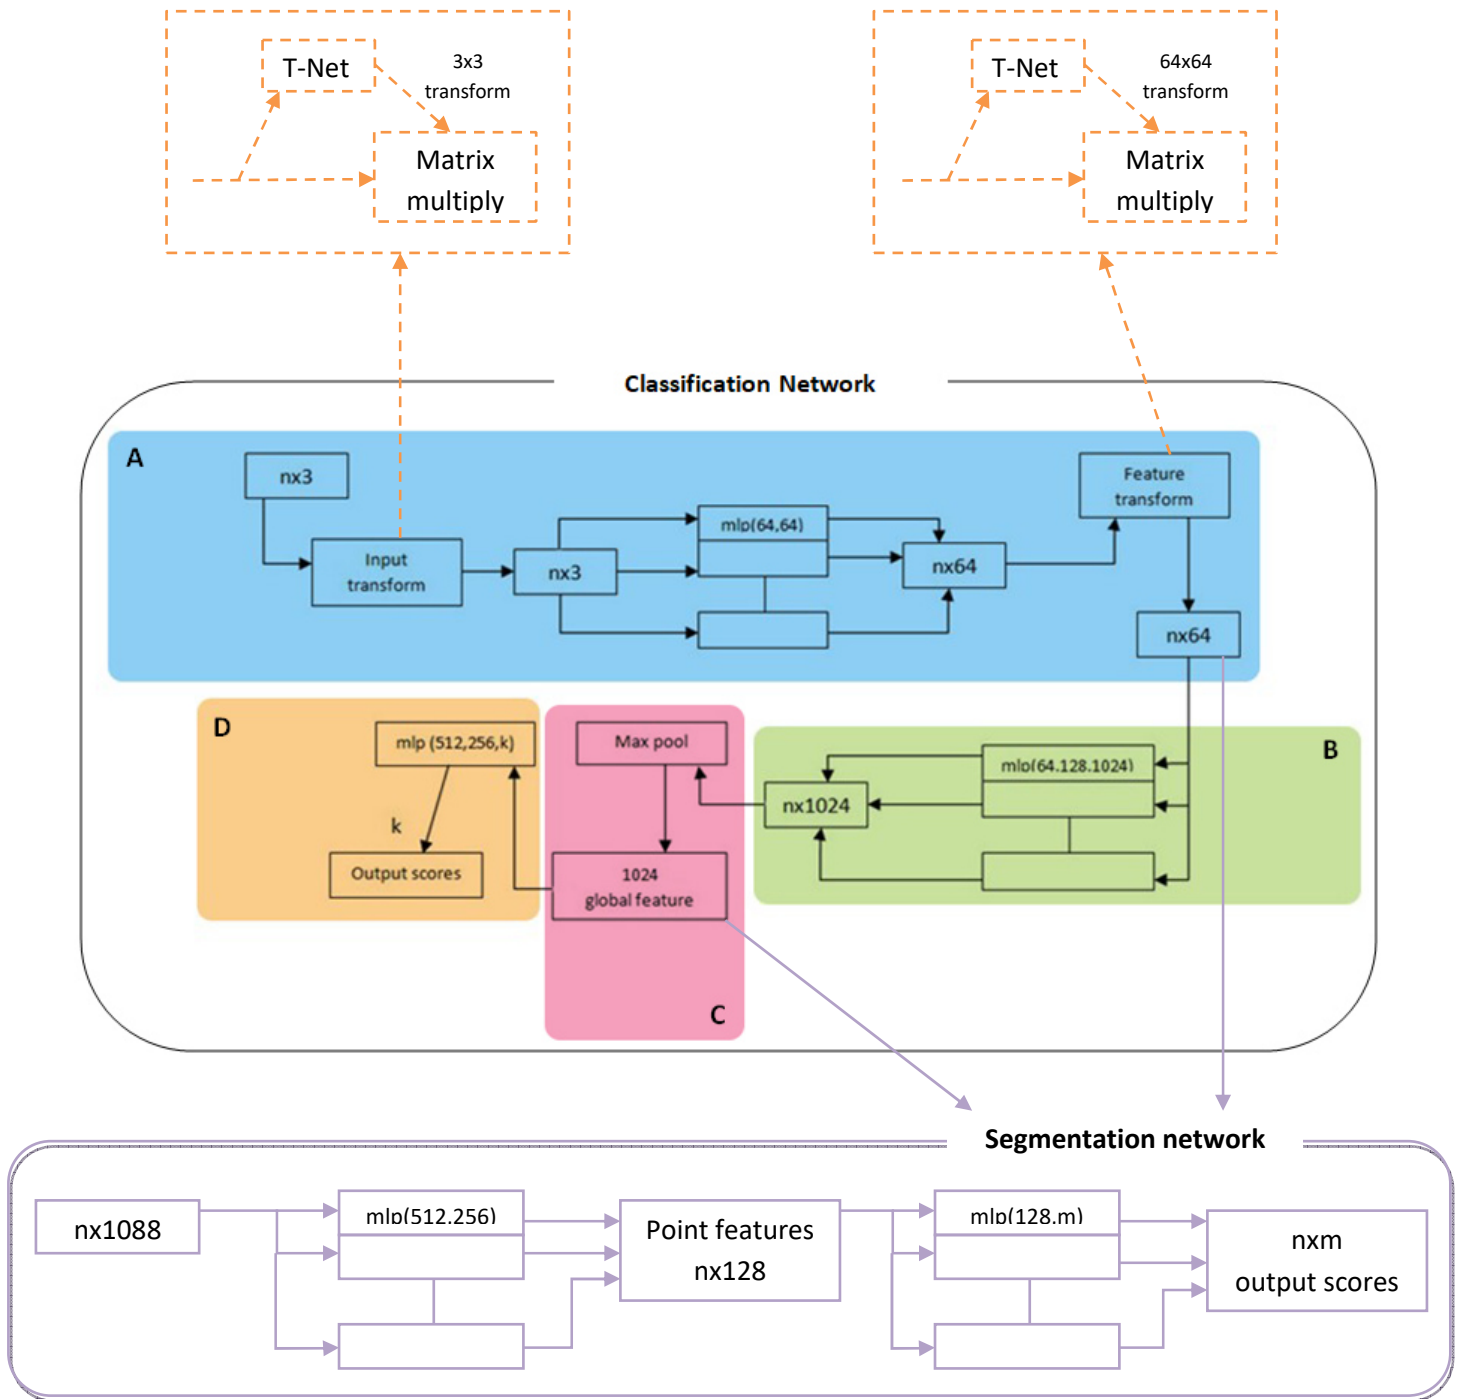 T-Net
3x3
transform
Matrix
multiply
T-Net
64x64
transform
Matrix
multiply
Classification Network
A
nx3
Input
transform
nx3
mlp(64,64)
nx64
Feature
transform
nx64
D
mlp (512,256,k)
k
Output scores
Max pool
1024
global feature
C
B
mlp(64,128,1024)
nx1024
Segmentation network
nx1088
mlp(512,256)
Point features
nx128
mlp(128,m)
nxm
output scores